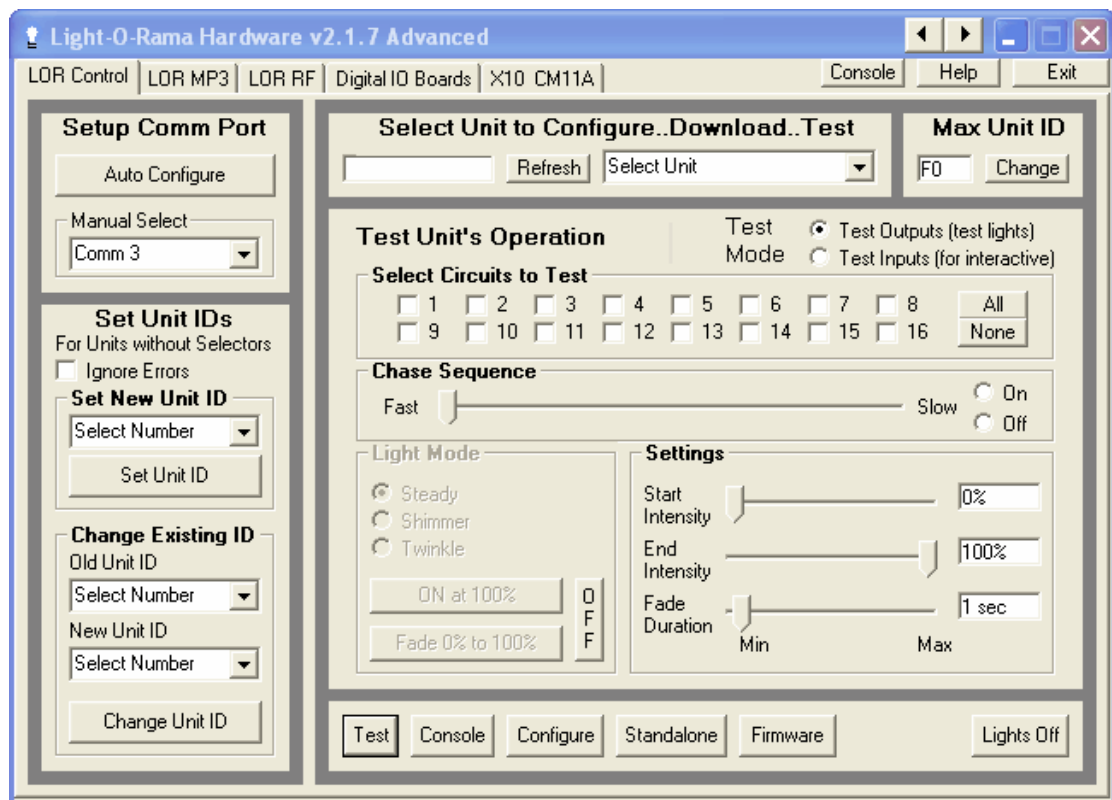 Light-O-Rama Hardware v2.1.7 Advanced
LOR Control LOR MP3 LOR RF Digital IO Boards X10 CM11A Console Help Exit
Setup Comm Port
Auto Configure
Manual Select
Comm 3
Set Unit IDs
For Units without Selectors
Ignore Errors
Set New Unit ID
Select Number
Set Unit ID
Change Existing ID
Old Unit ID
Select Number
New Unit ID
Select Number
Change Unit ID
Select Unit to Configure..Download..Test
Refresh Select Unit
Max Unit ID
F0 Change
Test Unit's Operation
Test Mode
Test Outputs (test lights)
Test Inputs (for interactive)
Select Circuits to Test
1 2 3 4 5 6 7 8 All
9 10 11 12 13 14 15 16 None
Chase Sequence
Fast Slow
On
Off
Light Mode
Steady
Shimmer
Twinkle
ON at 100%
Fade 0% to 100%
OFF
Settings
Start Intensity 0%
End Intensity 100%
Fade Duration 1 sec
Min Max
Test Console Configure Standalone Firmware Lights Off